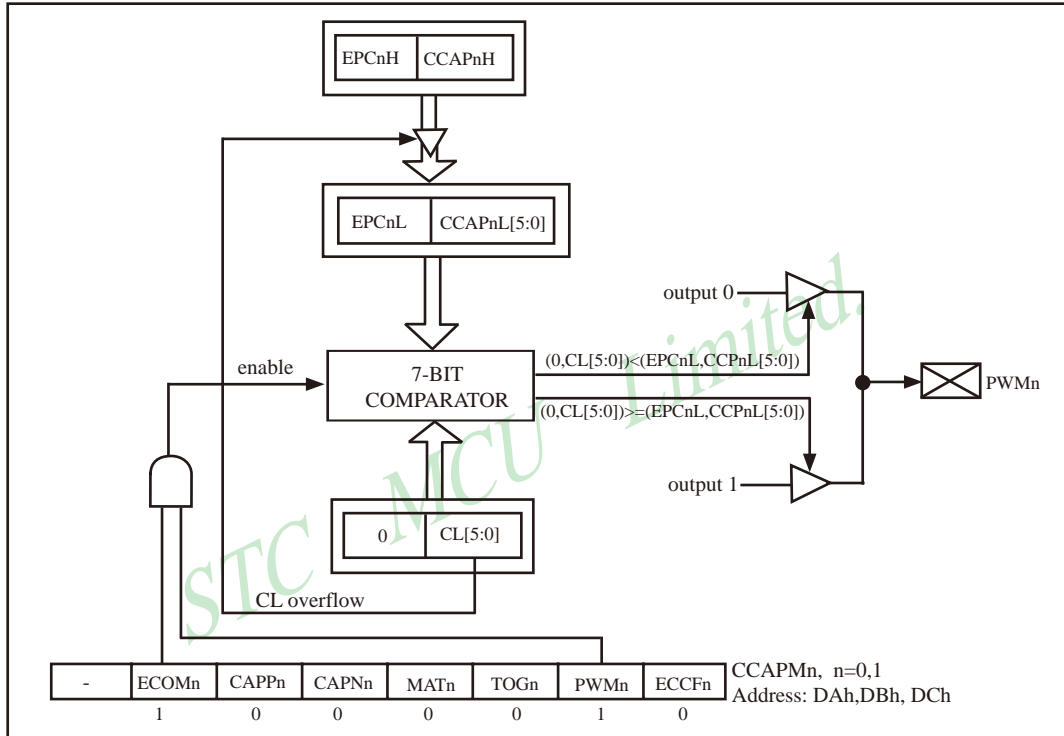 EPCnH CCAPnH
EPCnL CCAPnL[5:0]
output 0
enable
7-BIT
COMPARATOR
(0,CL[5:0])<(EPCnL,CCPnL[5:0])
(0,CL[5:0])>=(EPCnL,CCPnL[5:0])
PWMn
output 1
0 CL[5:0]
CL overflow
STC MCU Limited.
- ECOMn CAPPn CAPNn MATn TOGn PWMn ECCFn
1 0 0 0 0 1 0
CCAPMn, n=0,1
Address: DAh,DBh, DCh